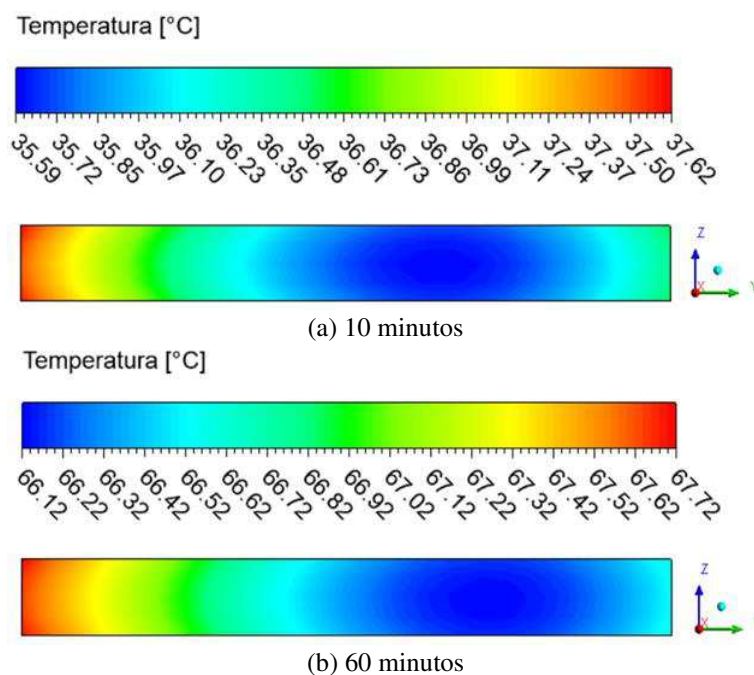 Temperatura [°C]
35.59 35.72 35.85 35.97 36.10 36.23 36.35 36.48 36.61 36.73 36.86 36.99 37.11 37.24 37.37 37.50 37.62
Z
X
Y
(a) 10 minutos
Temperatura [°C]
66.12 66.22 66.32 66.42 66.52 66.62 66.72 66.82 66.92 67.02 67.12 67.22 67.32 67.42 67.52 67.62 67.72
Z
X
(b) 60 minutos